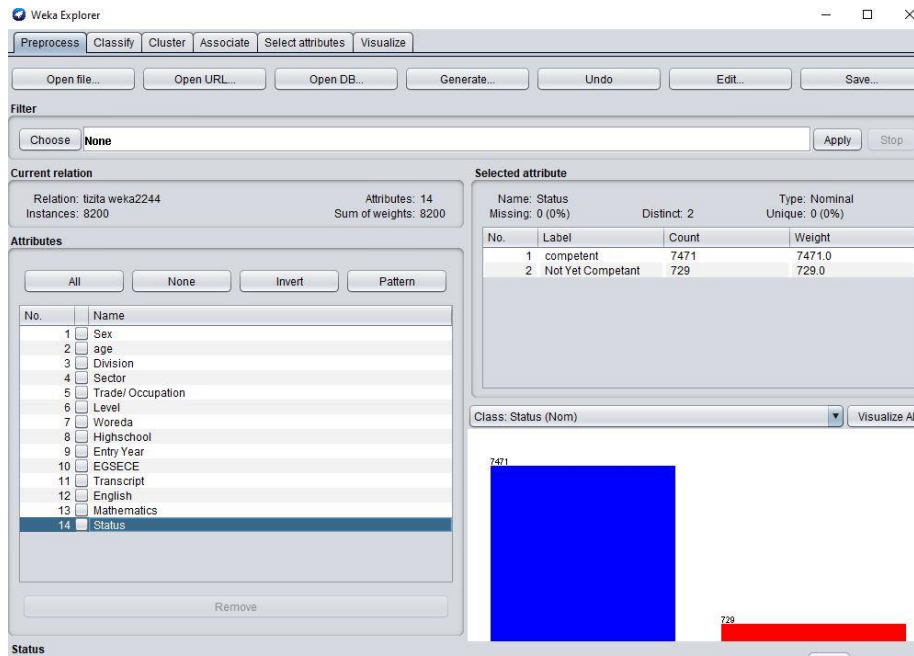 Weka Explorer
Preprocess Classify Cluster Associate Select attributes Visualize
Open file... Open URL... Open DB... Generate... Undo Edit... Save...
Filter
Choose None Apply Stop
Current relation
Relation: tizita weka2244 Attributes: 14
Instances: 8200 Sum of weights: 8200
Attributes
All None Invert Pattern
No. Name
1 Sex
2 age
3 Division
4 Sector
5 Trade/ Occupation
6 Level
7 Woreda
8 Highschool
9 Entry Year
10 EGSECE
11 Transcript
12 English
13 Mathematics
14 Status
Remove
Status
Selected attribute
Name: Status Type: Nominal
Missing: 0 (0%) Distinct: 2 Unique: 0 (0%)
No. Label Count Weight
1 competent 7471 7471.0
2 Not Yet Competant 729 729.0
Class: Status (Nom) Visualize Al
7471
729